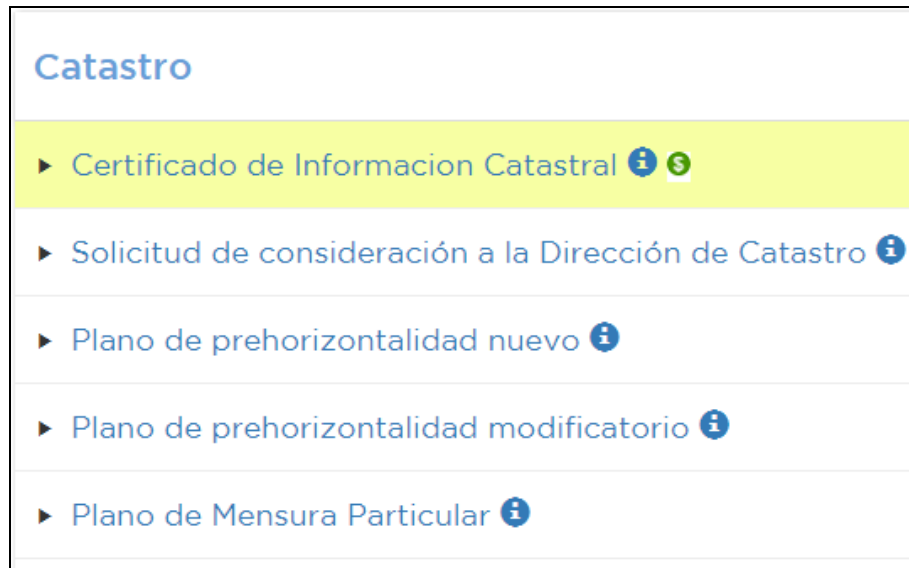 Catastro
Certificado de Informacion Catastral
Solicitud de consideración a la Dirección de Catastro
Plano de prehorizontalidad nuevo
Plano de prehorizontalidad modificatorio
Plano de Mensura Particular